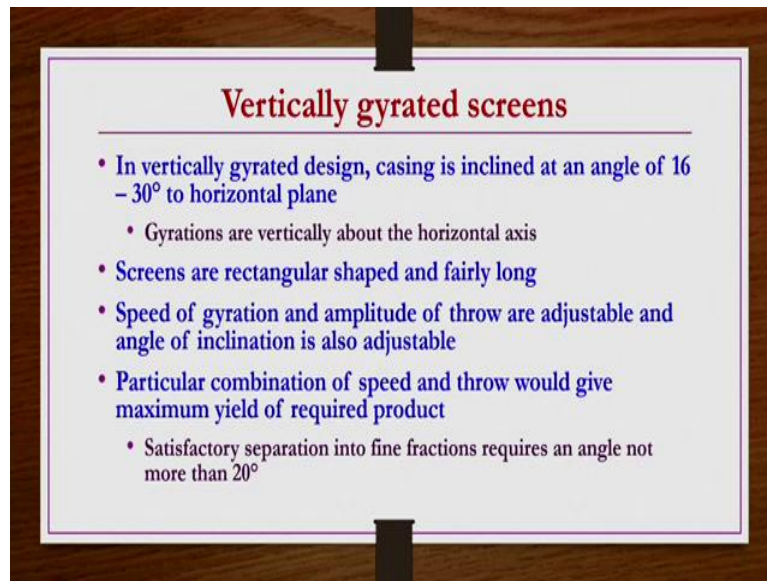 Vertically gyrated screens
• In vertically gyrated design, casing is inclined at an angle of 16
– 30° to horizontal plane
• Gyrations are vertically about the horizontal axis
• Screens are rectangular shaped and fairly long
• Speed of gyration and amplitude of throw are adjustable and
angle of inclination is also adjustable
• Particular combination of speed and throw would give
maximum yield of required product
• Satisfactory separation into fine fractions requires an angle not
more than 20°